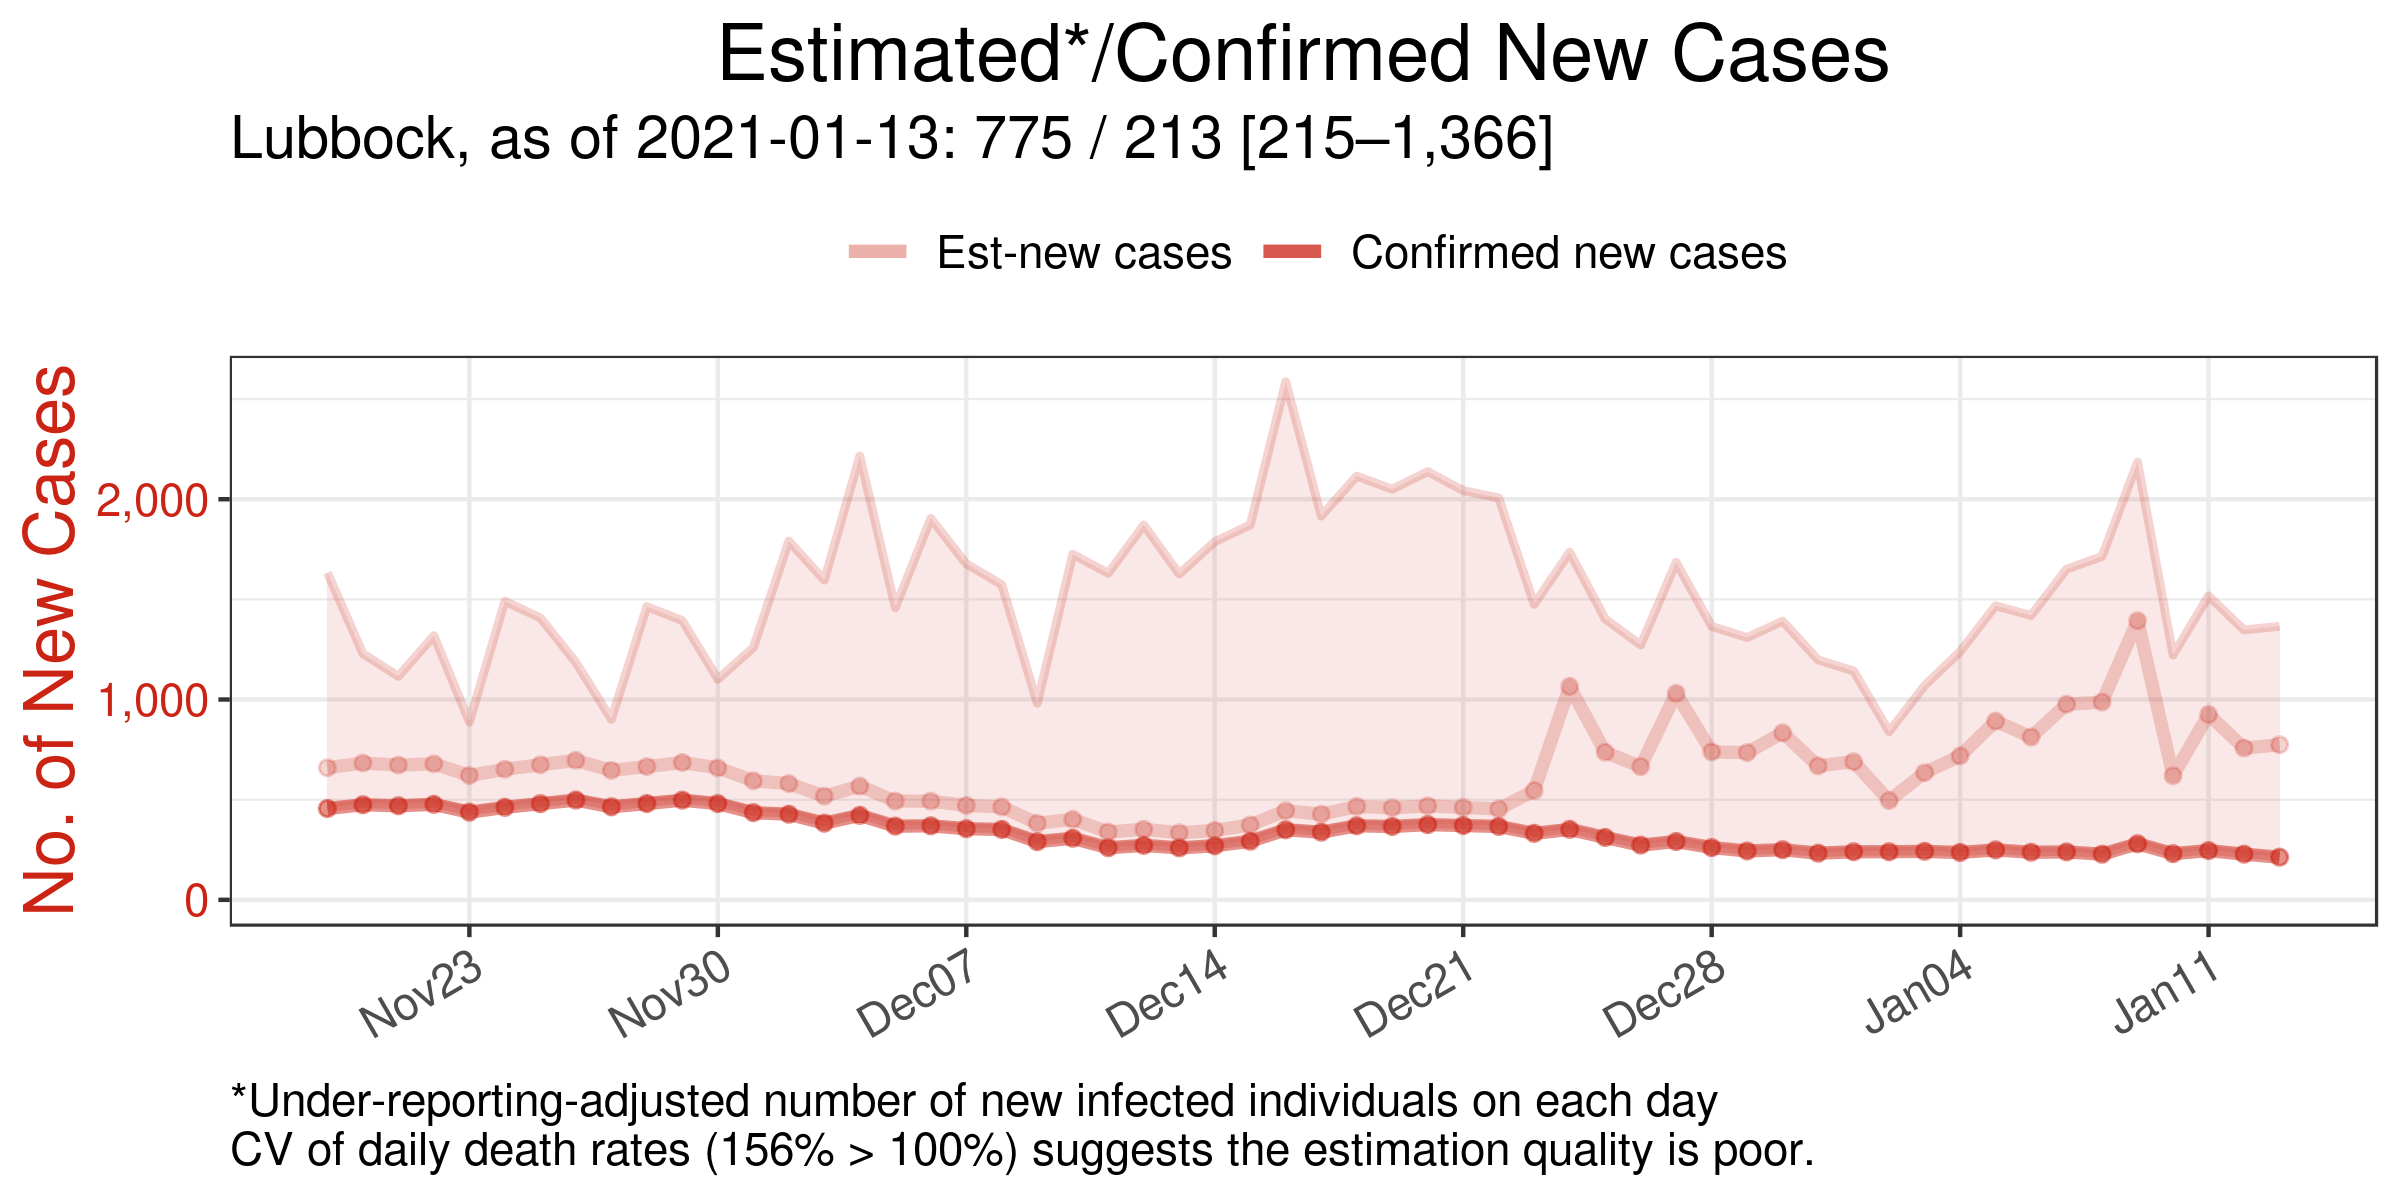 Estimated*/Confirmed New Cases
Lubbock, as of 2021-01-13: 775 / 213 [215–1,366]
Est-new cases
Confirmed new cases
No. of New Cases
2,000
1,000
0
Nov23
Nov30
Dec07
Dec14
Dec21
Dec28
Jan04
Jan11
*Under-reporting-adjusted number of new infected individuals on each day
CV of daily death rates (156% > 100%) suggests the estimation quality is poor.